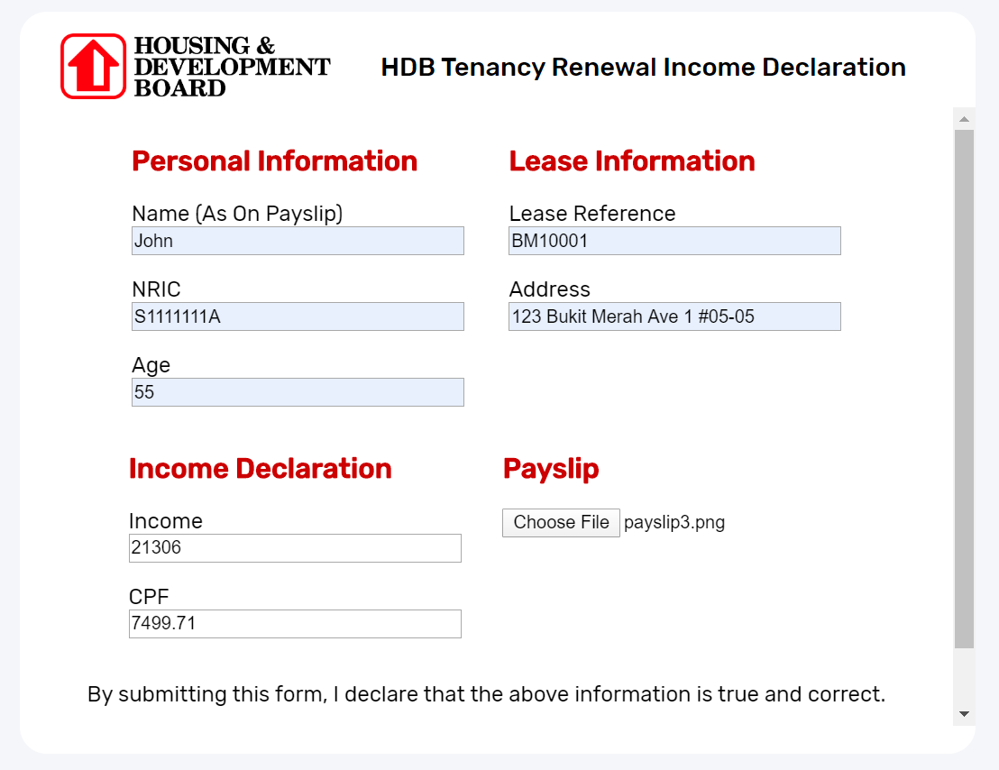 HOUSING &
DEVELOPMENT
BOARD
HDB Tenancy Renewal Income Declaration
Personal Information
Name (As On Payslip)
John
NRIC
S1111111A
Age
55
Lease Information
Lease Reference
BM10001
Address
123 Bukit Merah Ave 1 #05-05
Income Declaration
Income
21306
CPF
7499.71
Payslip
Choose File payslip3.png
By submitting this form, I declare that the above information is true and correct.